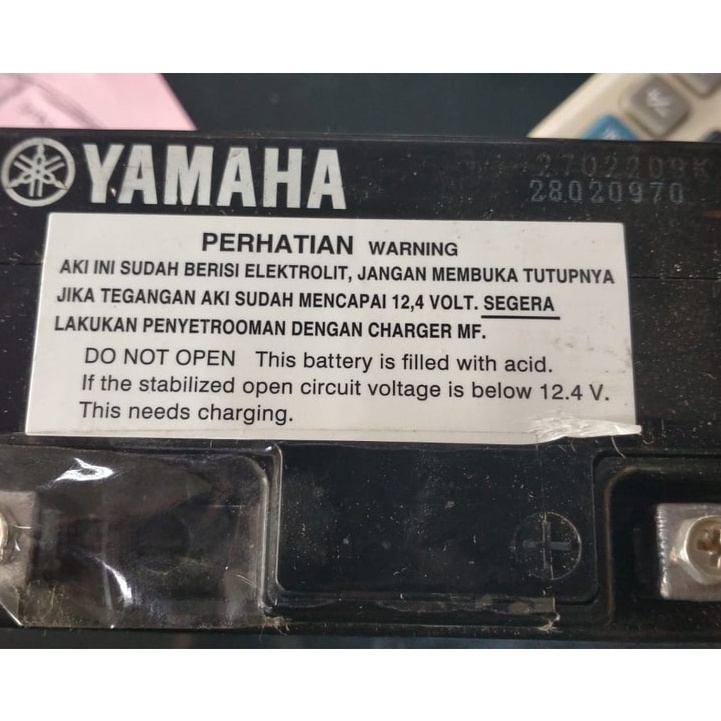 YAMAHA
2702209K
28020970
PERHATIAN WARNING
AKI INI SUDAH BERISI ELEKTROLIT, JANGAN MEMBUKA TUTUPNYA
JIKA TEGANGAN AKI SUDAH MENCAPAI 12,4 VOLT. SEGERA
LAKUKAN PENYETROOMAN DENGAN CHARGER MF.
DO NOT OPEN This battery is filled with acid.
If the stabilized open circuit voltage is below 12.4 V.
This needs charging.